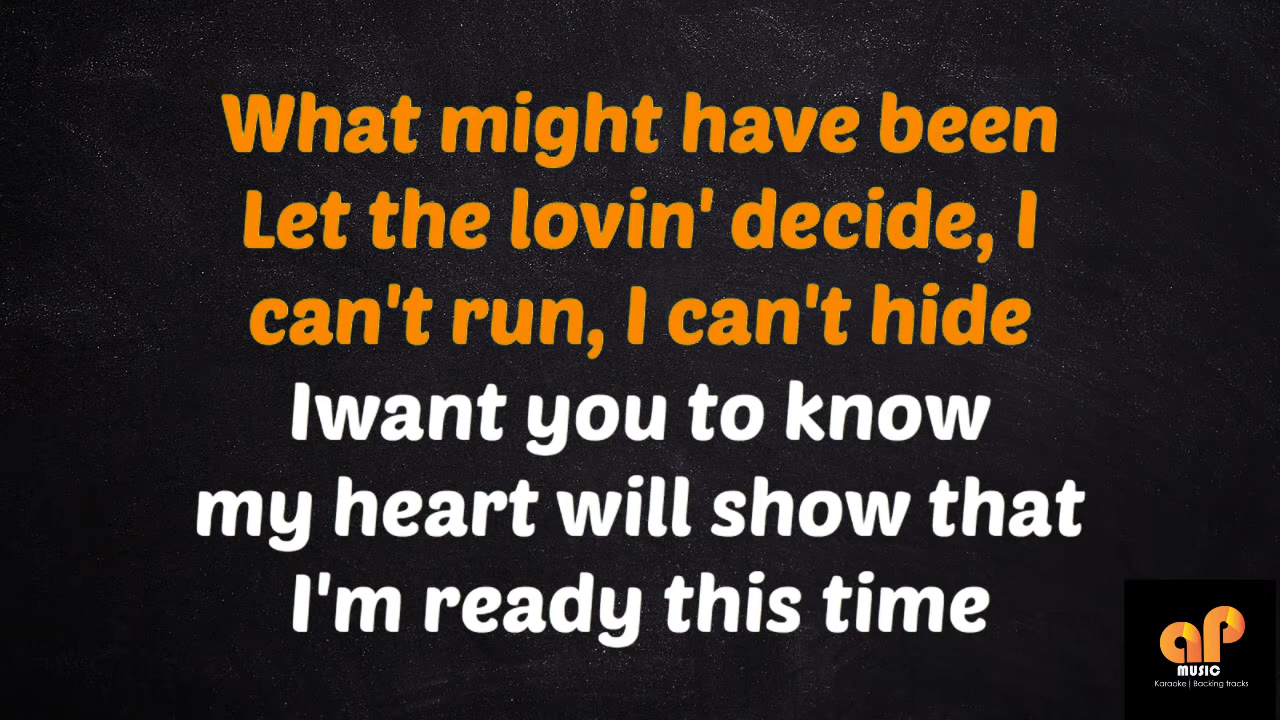 What might have been
Let the lovin' decide, I
can't run, I can't hide
Iwant you to know
my heart will show that
I'm ready this time
ap
MUSIC
Karaoke | Backing tracks